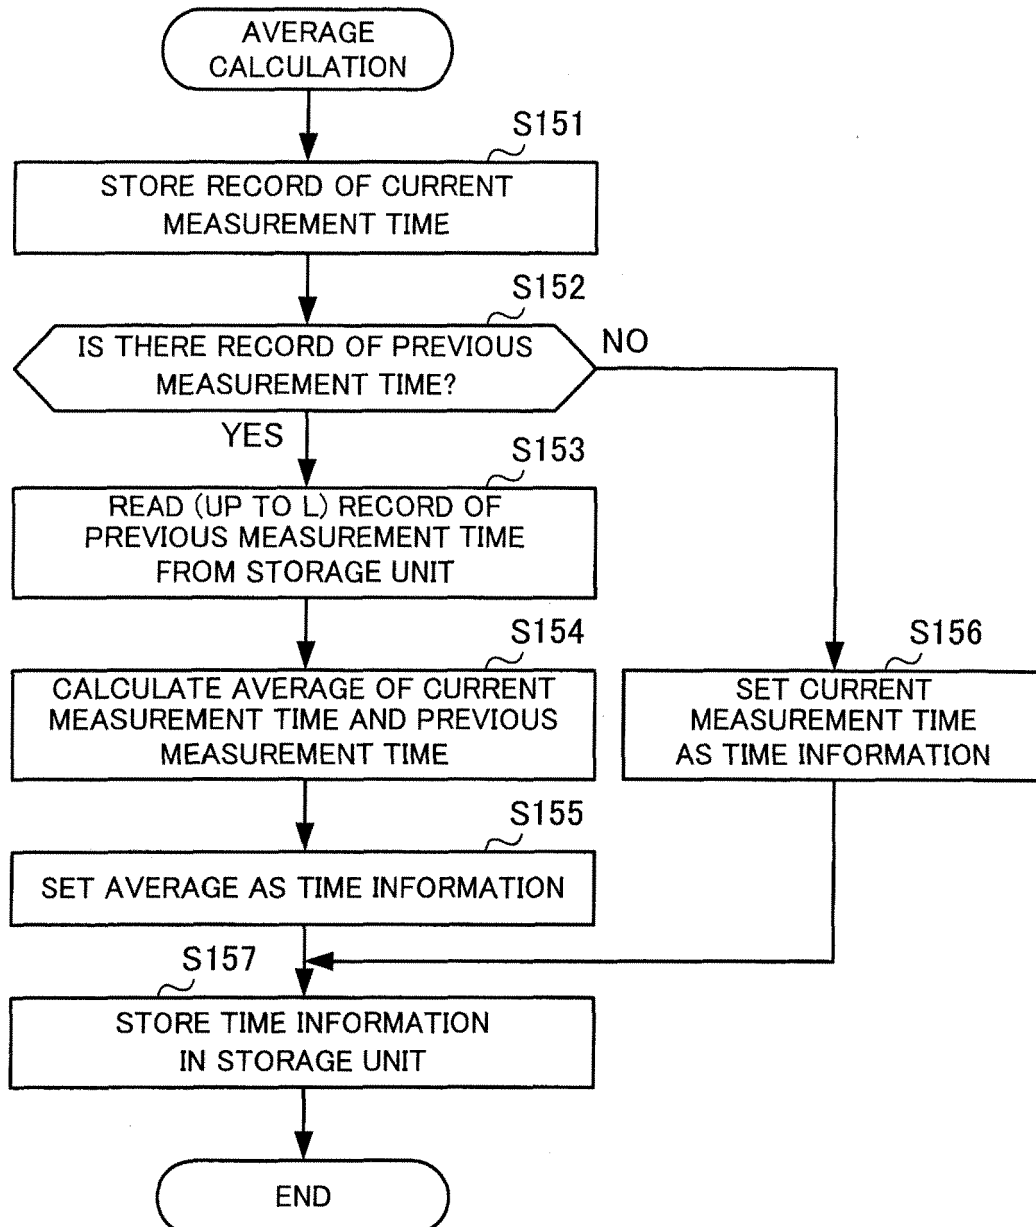 AVERAGE
CALCULATION
S151
STORE RECORD OF CURRENT
MEASUREMENT TIME
S152
IS THERE RECORD OF PREVIOUS
MEASUREMENT TIME?
NO
YES
S153
READ (UP TO L) RECORD OF
PREVIOUS MEASUREMENT TIME
FROM STORAGE UNIT
S154
CALCULATE AVERAGE OF CURRENT
MEASUREMENT TIME AND PREVIOUS
MEASUREMENT TIME
S156
SET CURRENT
MEASUREMENT TIME
AS TIME INFORMATION
S155
SET AVERAGE AS TIME INFORMATION
S157
STORE TIME INFORMATION
IN STORAGE UNIT
END